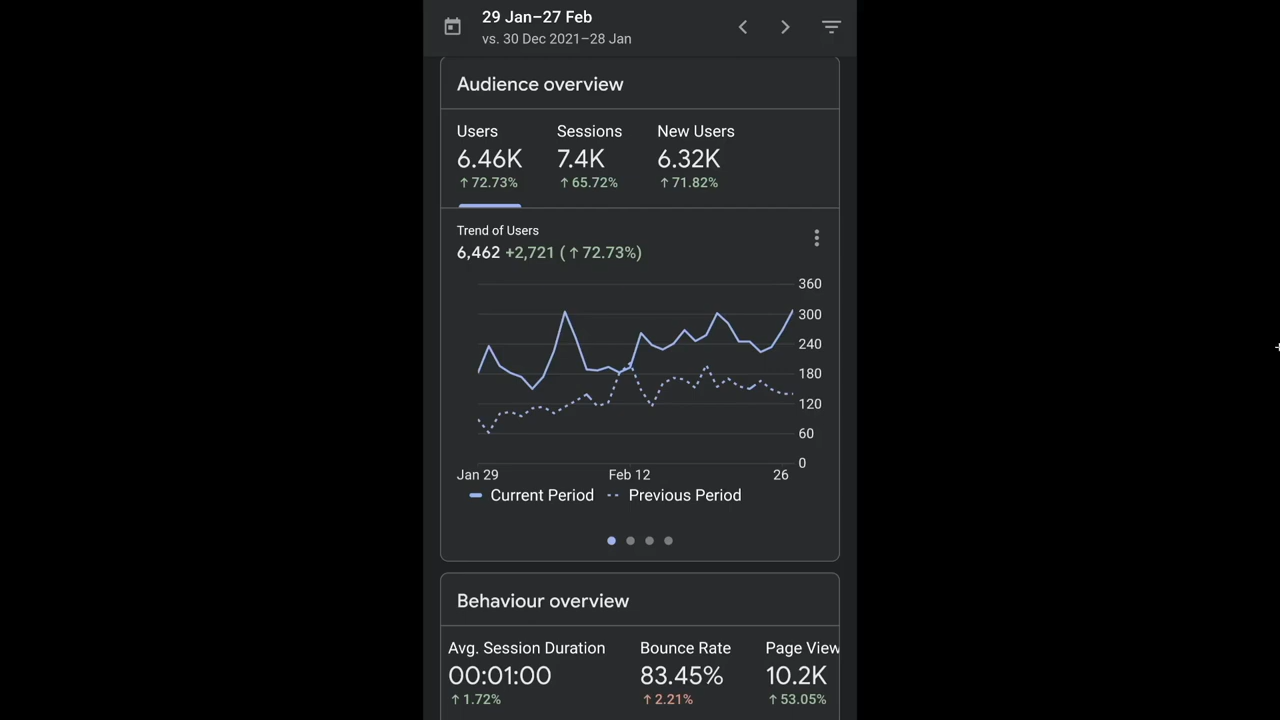 29 Jan–27 Feb
vs. 30 Dec 2021–28 Jan
Audience overview
Users Sessions New Users
6.46K 7.4K 6.32K
↑72.73% ↑65.72% ↑71.82%
Trend of Users
6,462 +2,721 (↑72.73%)
360
300
240
180
120
60
0
Jan 29 Feb 12 26
Current Period Previous Period
Behaviour overview
Avg. Session Duration Bounce Rate Page View
00:01:00 83.45% 10.2K
↑1.72% ↑2.21% ↑53.05%